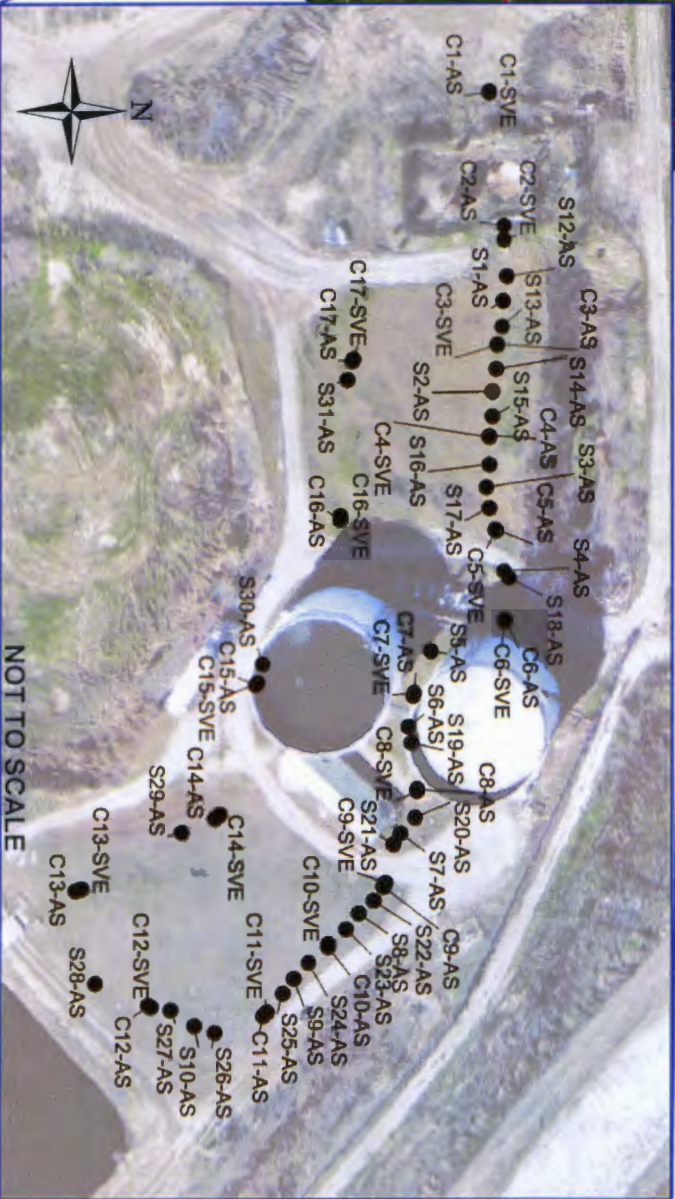 C1-SVE
C1-AS
N
C2-SVE
C2-AS
S12-AS
S1-AS
S13-AS
C3-AS
C3-SVE
S14-AS
S2-AS
S15-AS
C4-AS
C4-SVE
S16-AS
S3-AS
S17-AS
C5-AS
C5-SVE
S4-AS
S18-AS
C17-SVE
C17-AS
S31-AS
C16-SVE
C16-AS
C6-AS
C6-SVE
S5-AS
C7-AS
C7-SVE
S6-AS
S19-AS
C8-AS
C8-SVE
S20-AS
S7-AS
S21-AS
C9-SVE
C9-AS
S22-AS
S8-AS
S23-AS
C10-SVE
C10-AS
S24-AS
S9-AS
S25-AS
C11-SVE
C11-AS
S26-AS
S10-AS
S27-AS
C12-SVE
C12-AS
S28-AS
C13-SVE
C13-AS
C14-SVE
C14-AS
S29-AS
S30-AS
C15-AS
C15-SVE
NOT TO SCALE